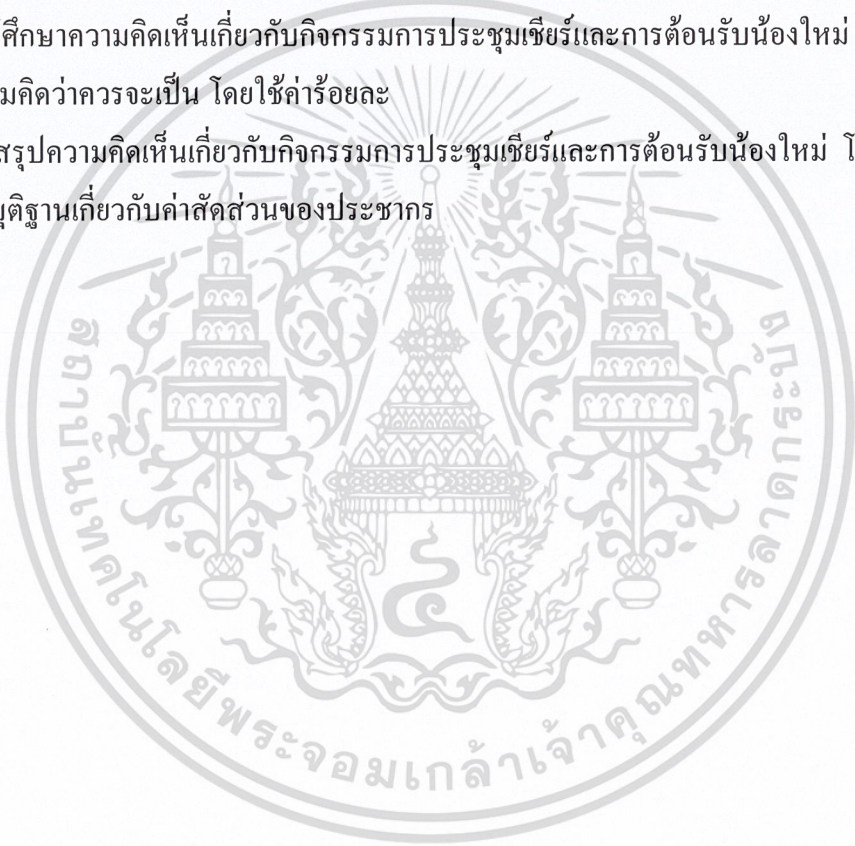 ศึกษาความคิดเห็นเกี่ยวกับกิจกรรมการประชุมเชียร์และการต้อนรับน้องใหม่
มคิดว่าควรจะเป็น โดยใช้ค่าร้อยละ
สรุปความคิดเห็นเกี่ยวกับกิจกรรมการประชุมเชียร์และการต้อนรับน้องใหม่ โ
มุติฐานเกี่ยวกับค่าสัดส่วนของประชากร
สถาบันเทคโนโลยีพระจอมเกล้าเจ้าคุณทหารลาดกระบัง